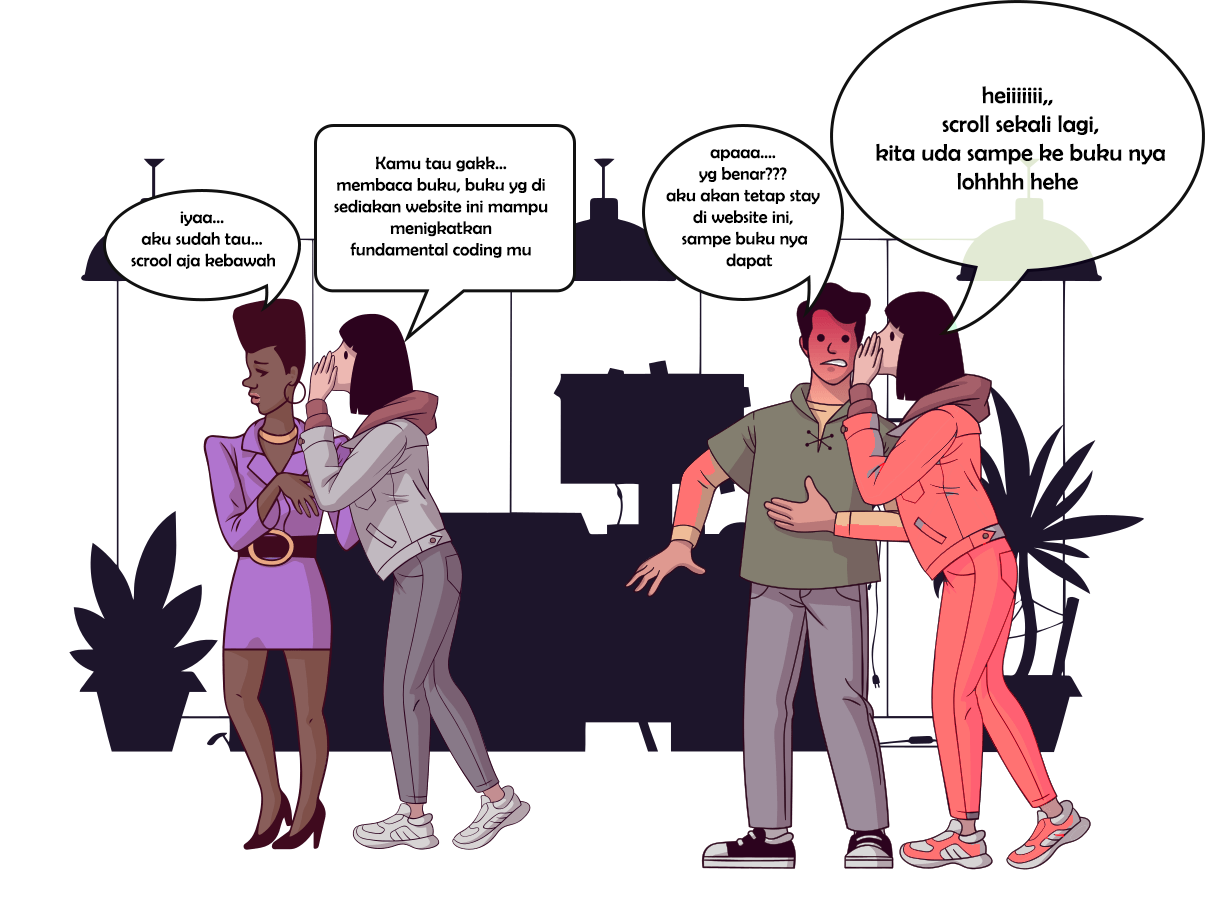 iyaa...
aku sudah tau...
scrool aja kebawah
Kamu tau gakk...
membaca buku, buku yg di
sediakan website ini mampu
menigkatkan
fundamental coding mu
apaaa....
yg benar???
aku akan tetap stay
di website ini,
sampe buku nya
dapat
heiiiiiii,,
scroll sekali lagi,
kita uda sampe ke buku nya
lohhhh hehe